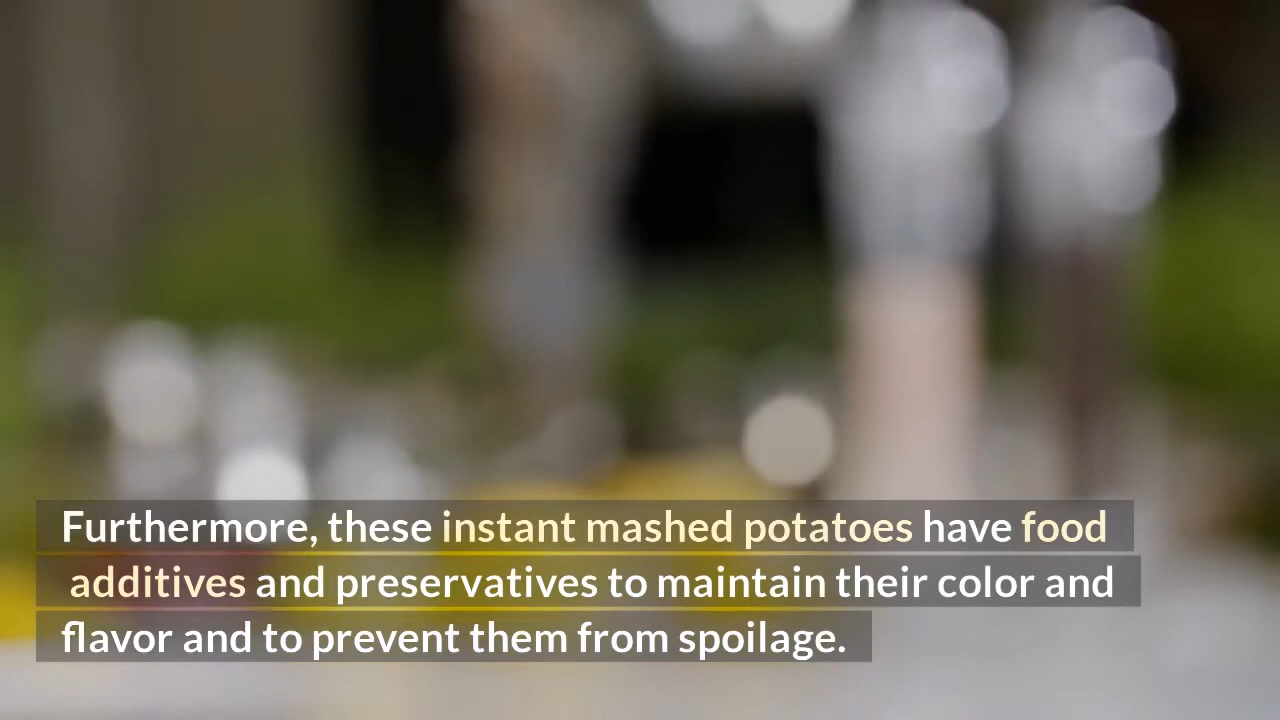 Furthermore, these instant mashed potatoes have food
additives and preservatives to maintain their color and
flavor and to prevent them from spoilage.